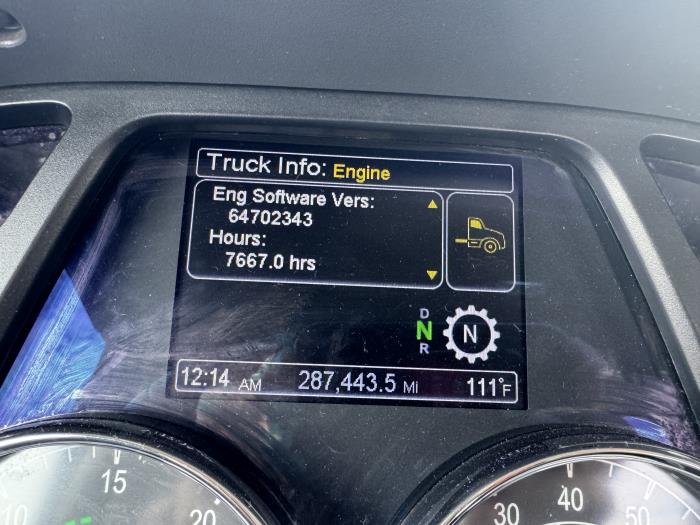 Truck Info: Engine
Eng Software Vers:
64702343
Hours:
7667.0 hrs
D
N N
R
12:14 AM 287,443.5 Mi 111°F
10 15 20 30 40 50